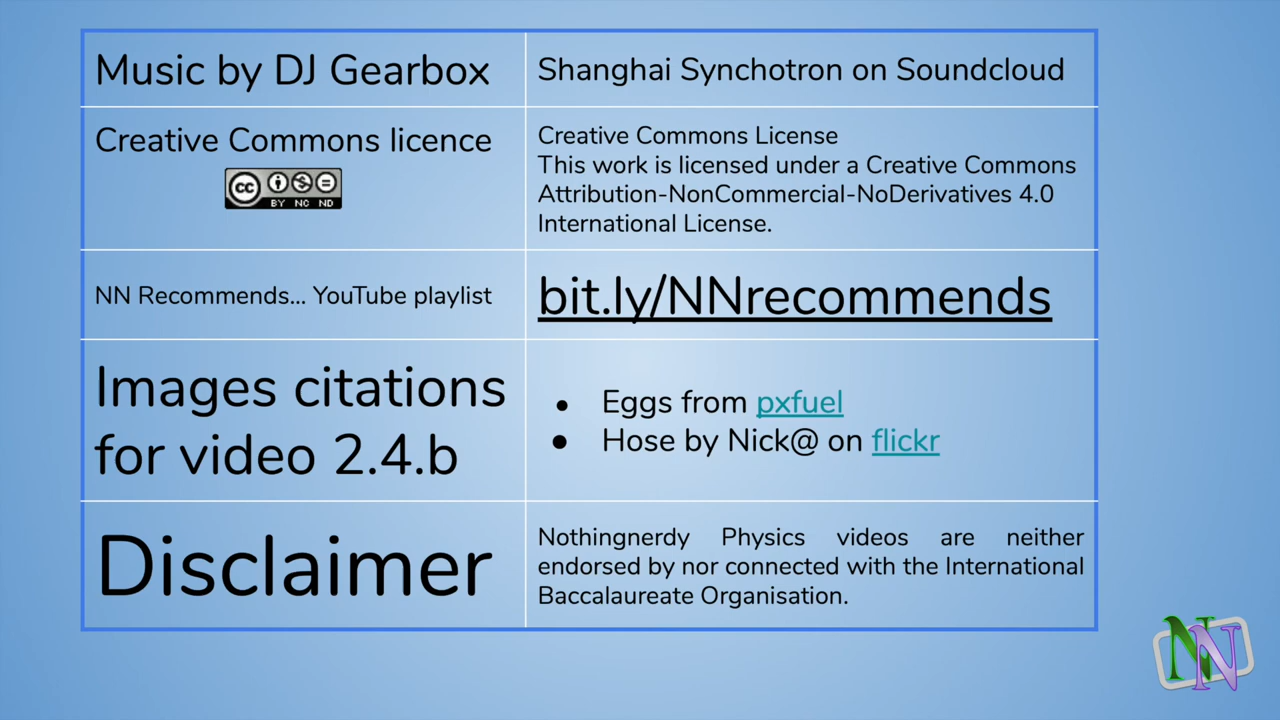 Music by DJ Gearbox
Shanghai Synchotron on Soundcloud
Creative Commons licence
CC BY NC ND
Creative Commons License
This work is licensed under a Creative Commons
Attribution-NonCommercial-NoDerivatives 4.0
International License.
NN Recommends... YouTube playlist
bit.ly/NNrecommends
Images citations
for video 2.4.b
• Eggs from pxfuel
• Hose by Nick@ on flickr
Disclaimer
Nothingnerdy Physics videos are neither
endorsed by nor connected with the International
Baccalaureate Organisation.
NN